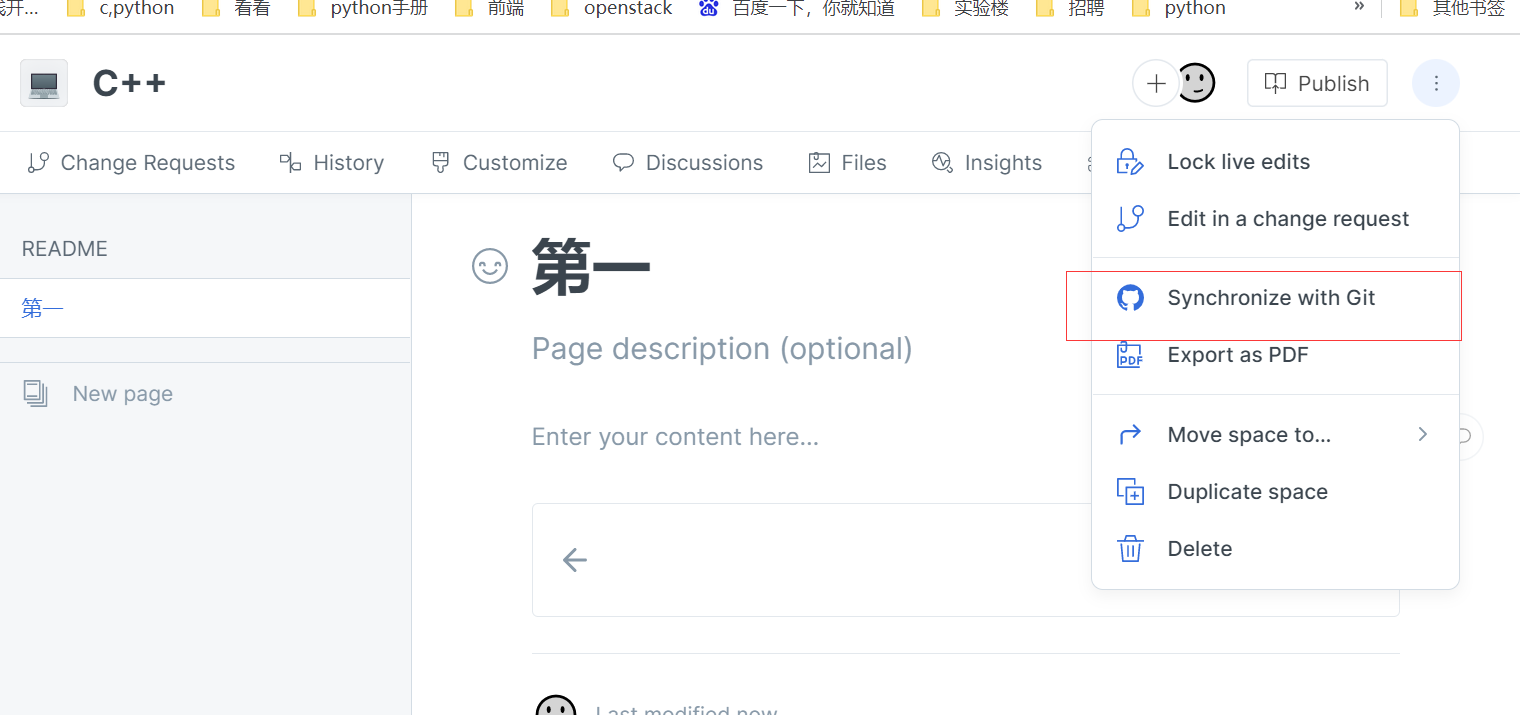 浅开... c,python 看看 python手册 前端 openstack 百度一下，你就知道 实验楼 招聘 python » 其他书签
C++ Publish
Change Requests History Customize Discussions Files Insights
Lock live edits
Edit in a change request
Synchronize with Git
Export as PDF
Move space to...
Duplicate space
Delete
README
第一
New page
第一
Page description (optional)
Enter your content here...
Last modified now